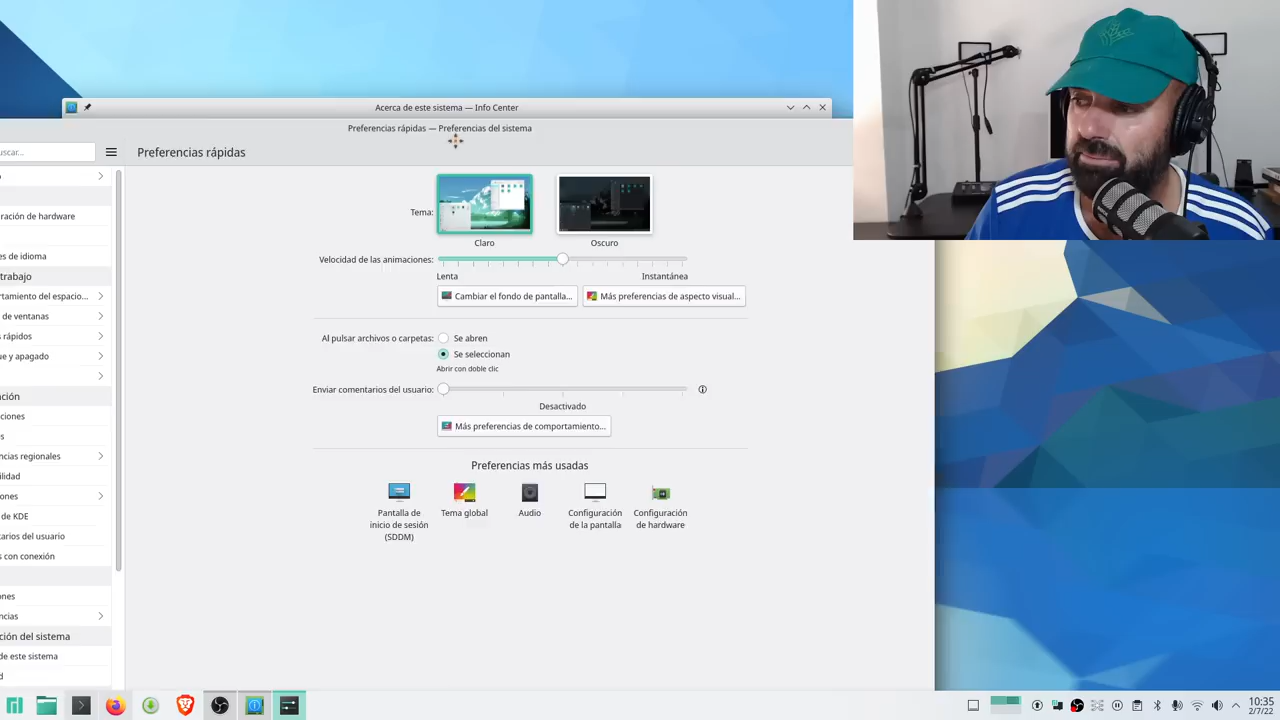 Acerca de este sistema — Info Center
Preferencias rápidas — Preferencias del sistema
uscar...
Preferencias rápidas
o
ración de hardware
es de idioma
trabajo
rtamiento del espacio...
de ventanas
s rápidos
ue y apagado
ación
ciones
es
ncias regionales
ilidad
ones
de KDE
tarios del usuario
s con conexión
ones
ncias
ción del sistema
de este sistema
d
Tema:
Claro
Oscuro
Velocidad de las animaciones:
Lenta
Instantánea
Cambiar el fondo de pantalla...
Más preferencias de aspecto visual...
Al pulsar archivos o carpetas:
Se abren
Se seleccionan
Abrir con doble clic
Enviar comentarios del usuario:
Desactivado
Más preferencias de comportamiento...
Preferencias más usadas
Pantalla de
inicio de sesión
(SDDM)
Tema global
Audio
Configuración
de la pantalla
Configuración
de hardware
10:35
2/7/22